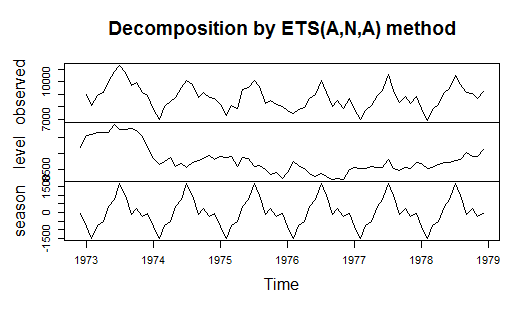 Decomposition by ETS(A,N,A) method
observed
10000
7000
level
8500
season
1500
0
-1500
1973 1974 1975 1976 1977 1978 1979
Time